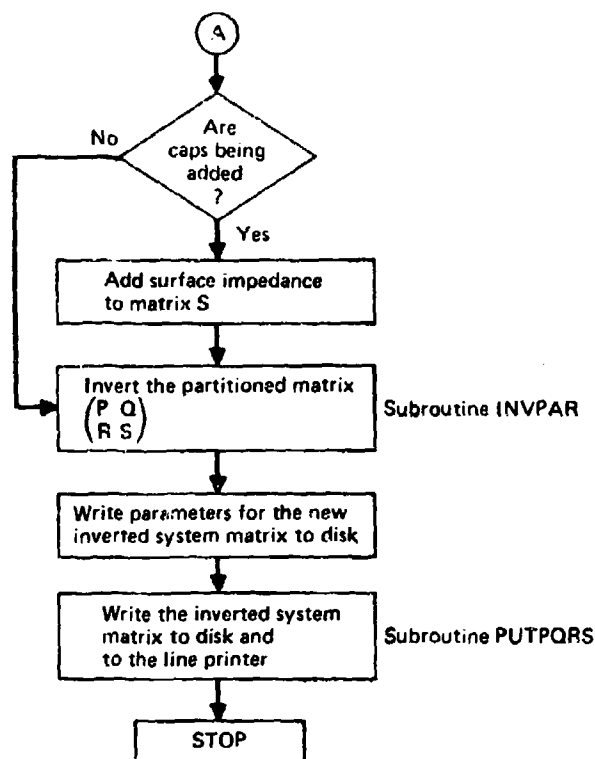 A
Are
caps being
added
?
No
Yes
Add surface impedance
to matrix S
Invert the partitioned matrix
(P Q
R S)
Subroutine INVPAR
Write parameters for the new
inverted system matrix to disk
Write the inverted system
matrix to disk and
to the line printer
Subroutine PUTPQRS
STOP